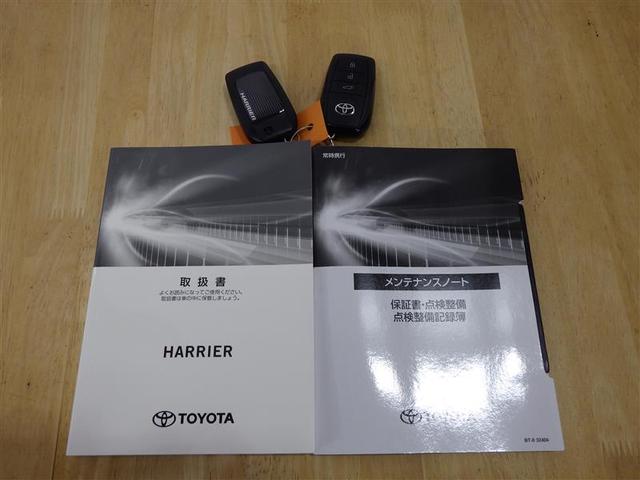 HARRIER
取扱書
よくお読みになってご使用ください。
取扱書は車の中に保管しましょう。
HARRIER
TOYOTA
常時携行
メンテナンスノート
保証書・点検整備
点検整備記録簿
TOYOTA